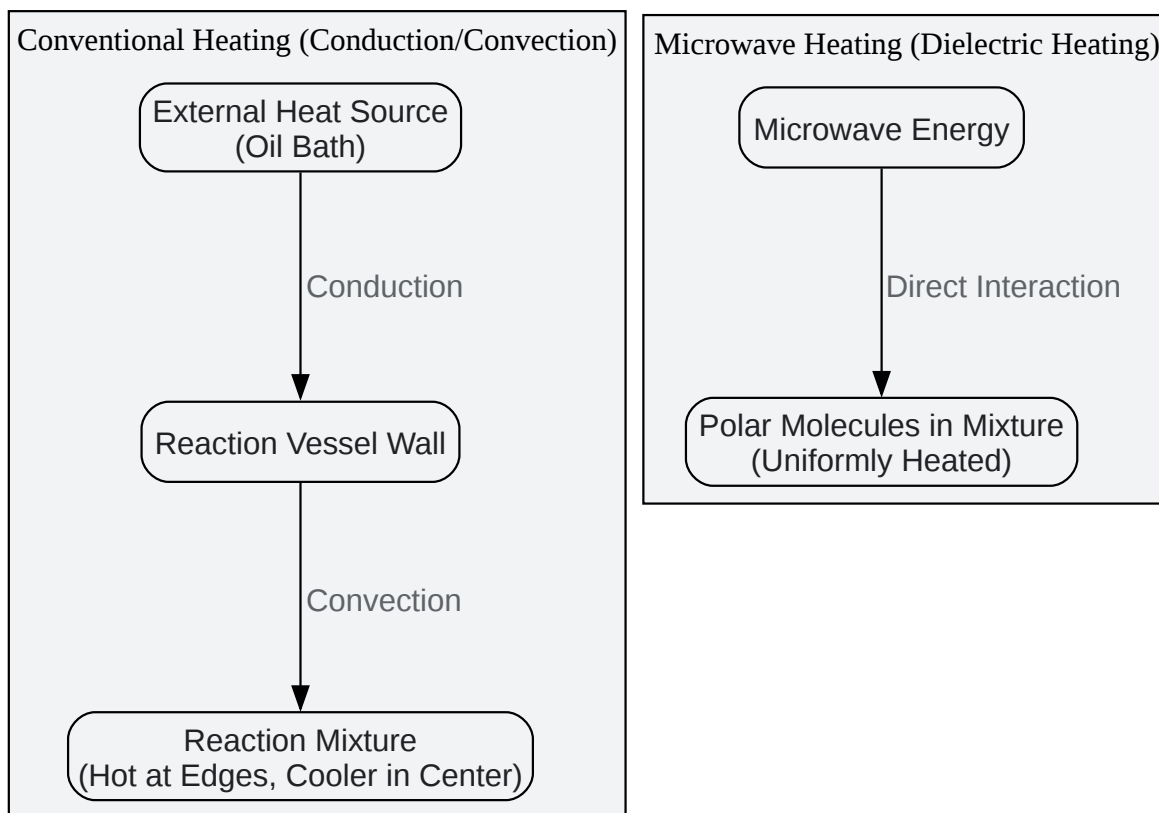 Conventional Heating (Conduction/Convection)
External Heat Source
(Oil Bath)
Conduction
Reaction Vessel Wall
Convection
Reaction Mixture
(Hot at Edges, Cooler in Center)
Microwave Heating (Dielectric Heating)
Microwave Energy
Direct Interaction
Polar Molecules in Mixture
(Uniformly Heated)